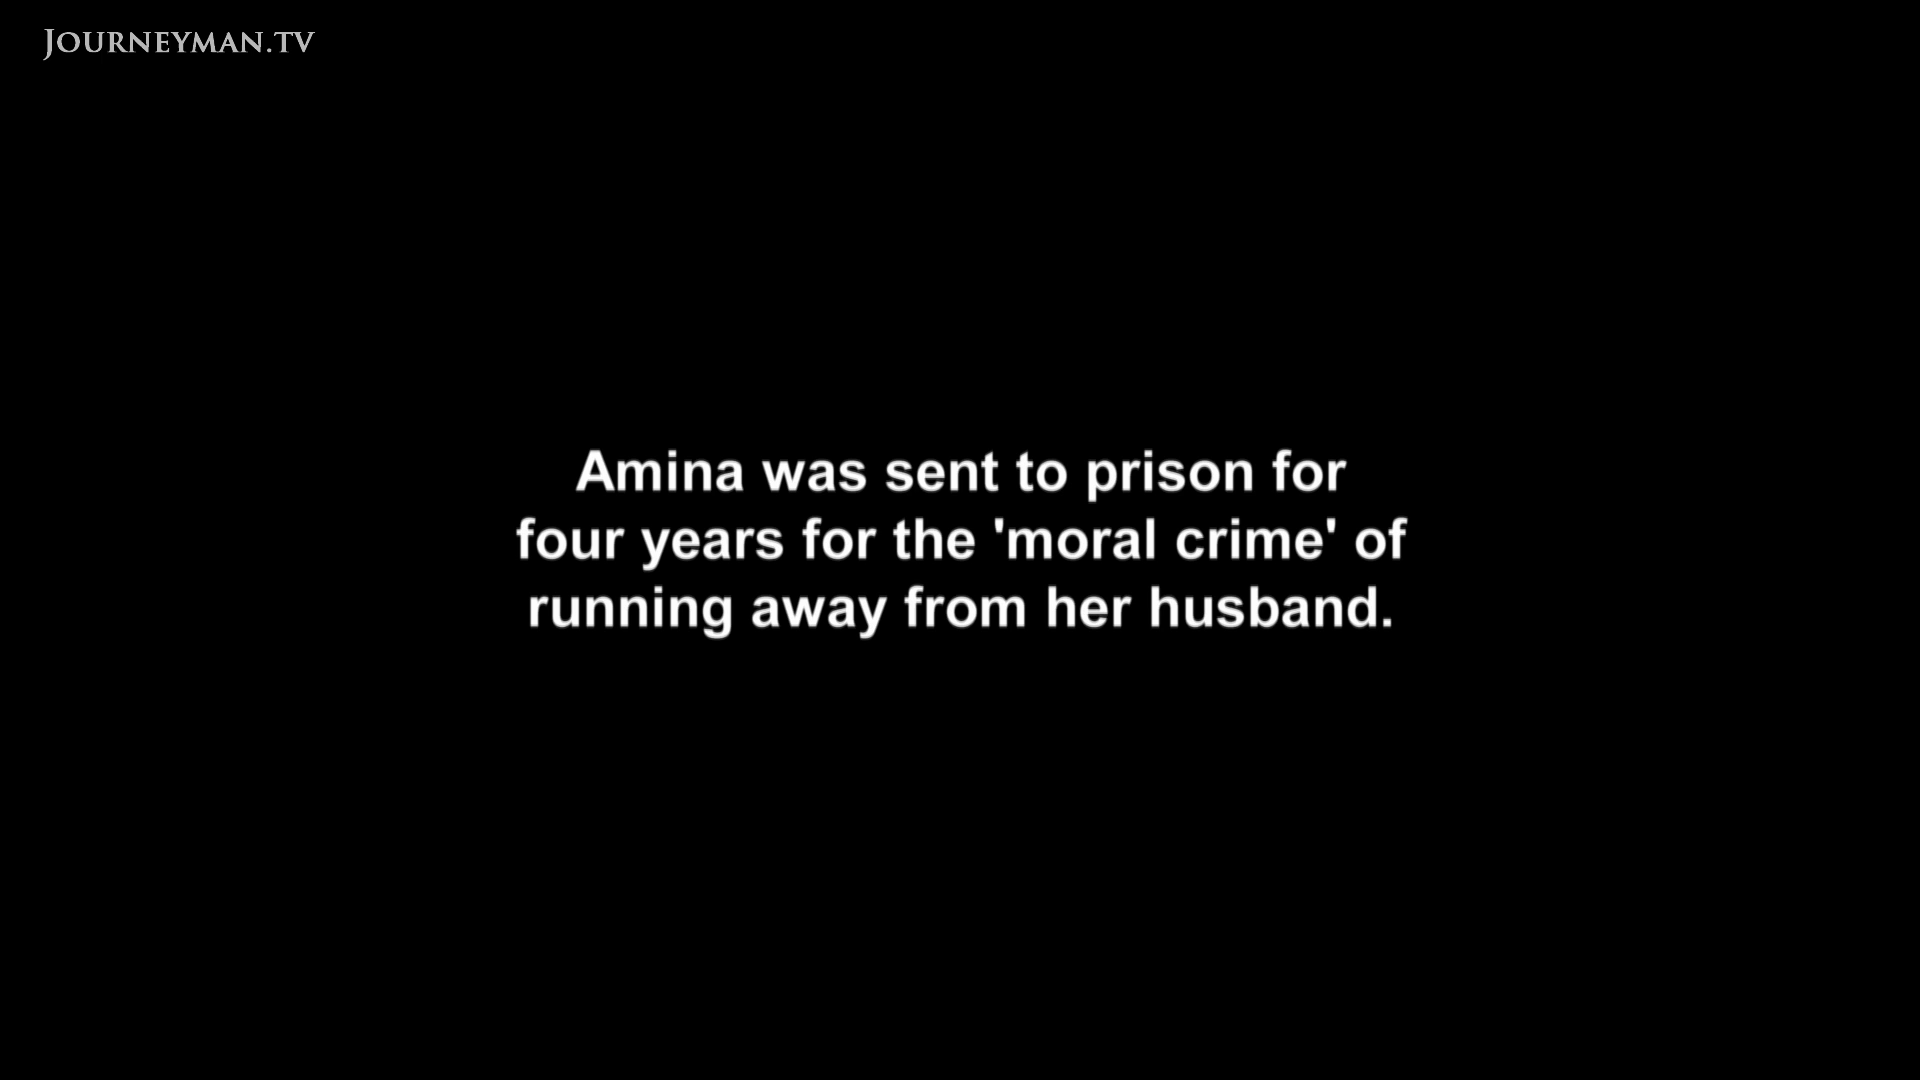 JOURNEYMAN.TV
Amina was sent to prison for
four years for the 'moral crime' of
running away from her husband.